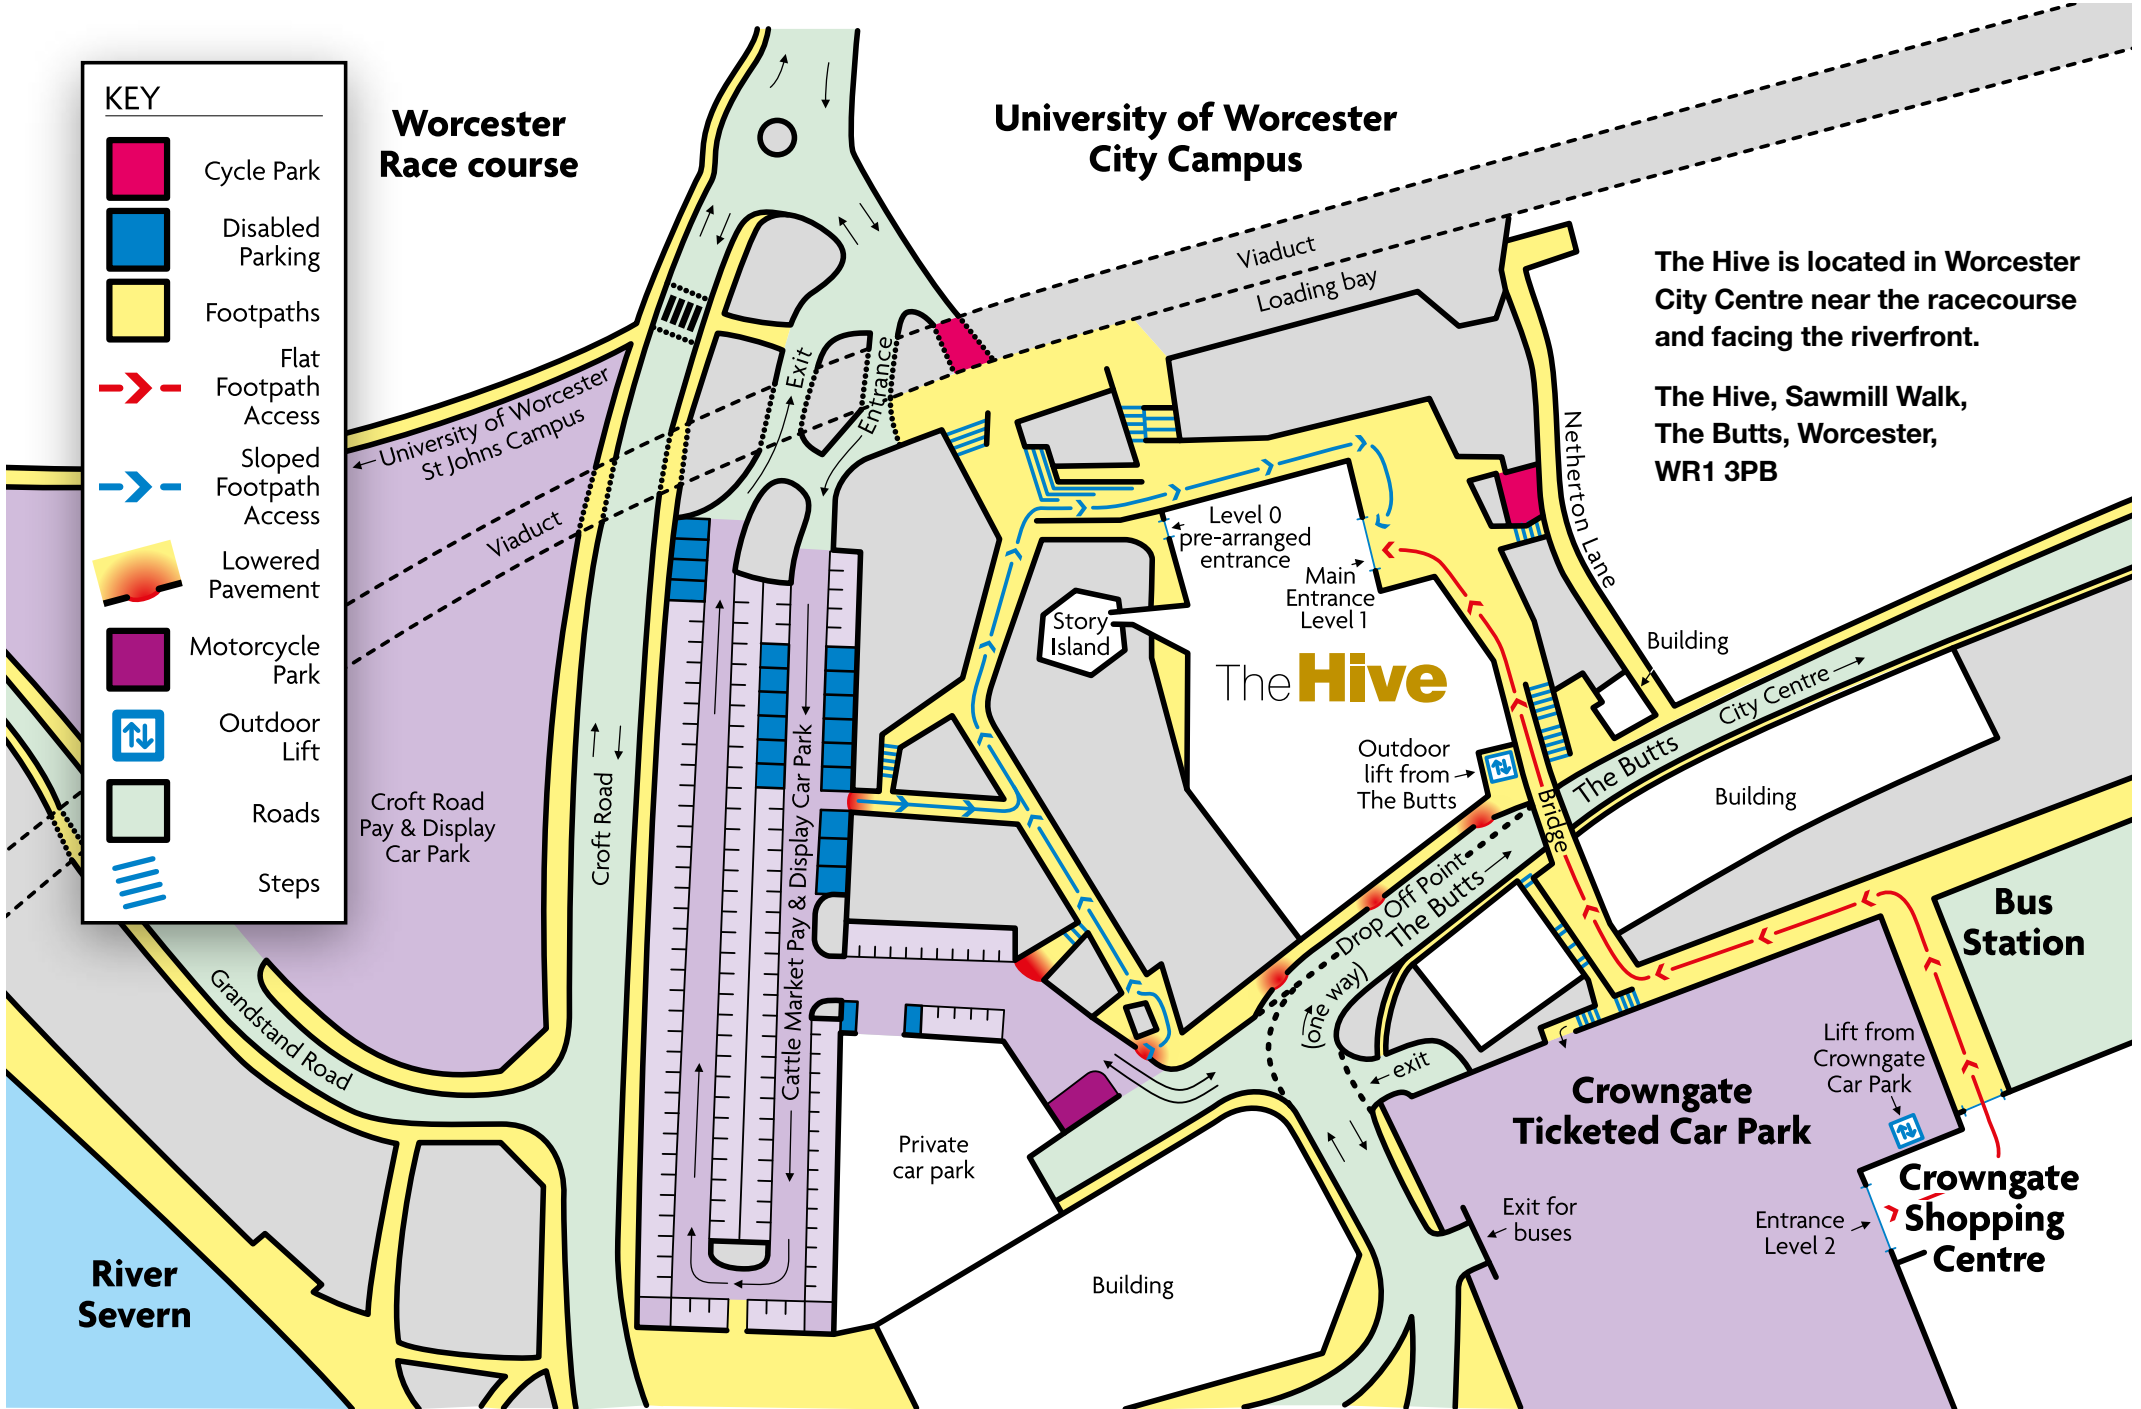 KEY
Cycle Park
Disabled
Parking
Footpaths
Flat
Footpath
Access
Sloped
Footpath
Access
Lowered
Pavement
Motorcycle
Park
Outdoor
Lift
Roads
Steps
Worcester
Race course
University of Worcester
City Campus
The Hive is located in Worcester
City Centre near the racecourse
and facing the riverfront.
The Hive, Sawmill Walk,
The Butts, Worcester,
WR1 3PB
Viaduct
Loading bay
Exit
Entrance
University of Worcester
St Johns Campus
Viaduct
Netherton Lane
Level 0
pre-arranged
entrance
Main
Entrance
Level 1
Story
Island
The Hive
Building
City Centre
The Butts
Outdoor
lift from
The Butts
Bridge
Building
Croft Road
Pay & Display
Car Park
Croft Road
Cattle Market Pay & Display Car Park
Drop Off Point
The Butts
(one way)
Bus
Station
Grandstand Road
exit
Lift from
Crowngate
Car Park
Crowngate
Ticketed Car Park
Private
car park
Crowngate
Shopping
Centre
Exit for
buses
Entrance
Level 2
River
Severn
Building